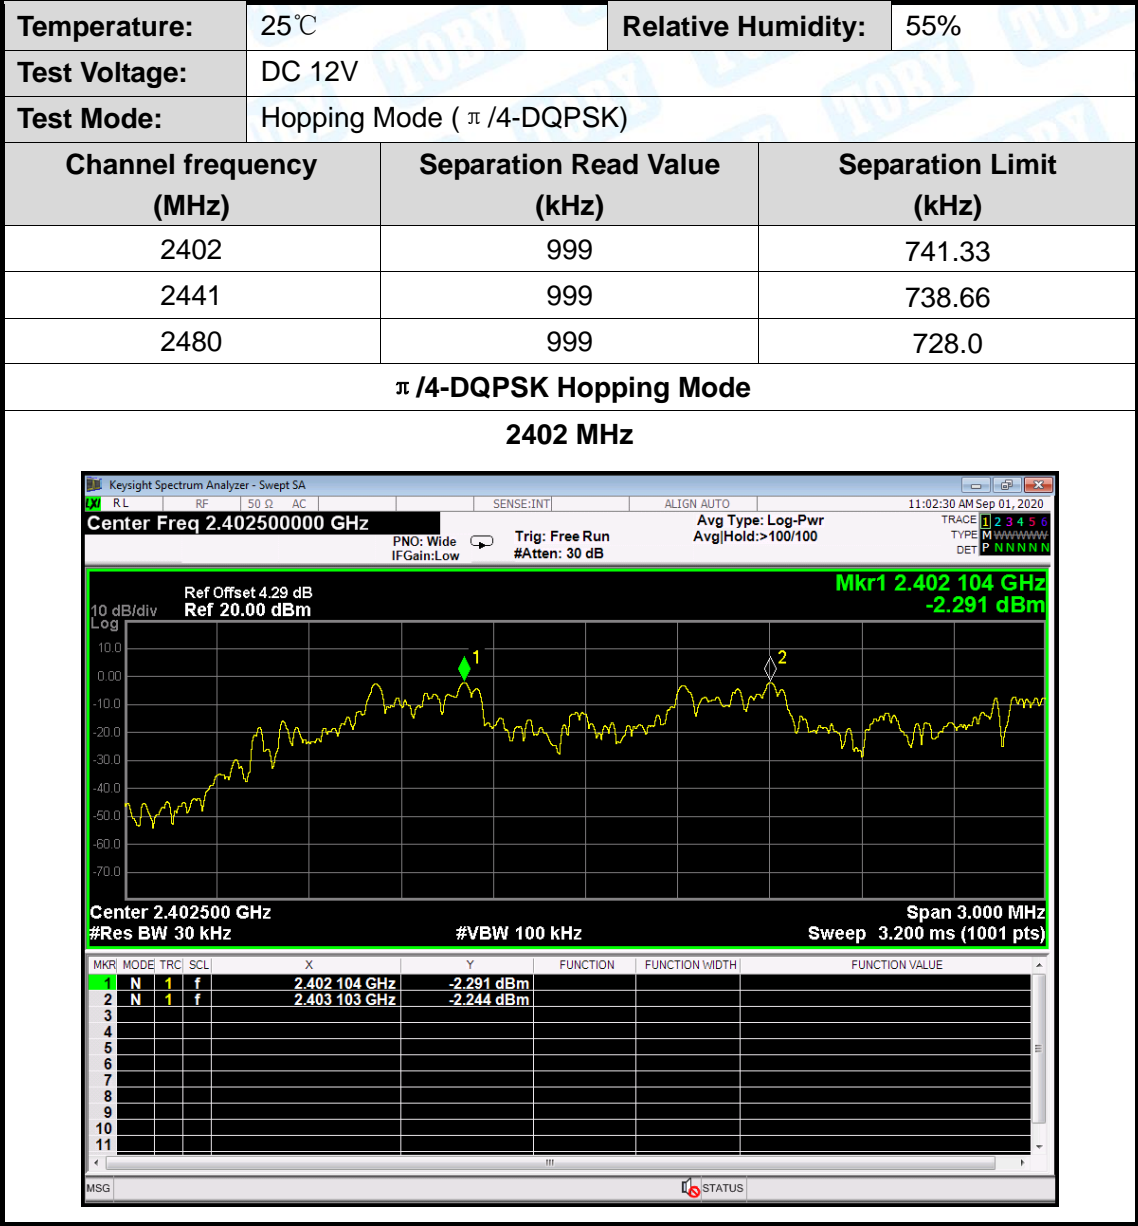 Temperature: 25℃ Relative Humidity: 55%
Test Voltage: DC 12V
Test Mode: Hopping Mode (π/4-DQPSK)
Channel frequency (MHz) Separation Read Value (kHz) Separation Limit (kHz)
2402 999 741.33
2441 999 738.66
2480 999 728.0
π/4-DQPSK Hopping Mode
2402 MHz
Keysight Spectrum Analyzer - Swept SA
LXI RL RF 50 Ω AC SENSE:INT ALIGN AUTO 11:02:30 AM Sep 01, 2020
Center Freq 2.402500000 GHz Avg Type: Log-Pwr TRACE 1 2 3 4 5 6
PNO: Wide Trig: Free Run Avg|Hold:>100/100 TYPE M W W W W W
IFGain:Low #Atten: 30 dB DET P N N N N N
Mkr1 2.402 104 GHz
-2.291 dBm
Ref Offset 4.29 dB
10 dB/div Ref 20.00 dBm
Log
10.0
0.00
-10.0
-20.0
-30.0
-40.0
-50.0
-60.0
-70.0
1
2
Center 2.402500 GHz Span 3.000 MHz
#Res BW 30 kHz #VBW 100 kHz Sweep 3.200 ms (1001 pts)
MKR MODE TRC SCL X Y FUNCTION FUNCTION WIDTH FUNCTION VALUE
1 N 1 f 2.402 104 GHz -2.291 dBm
2 N 1 f 2.403 103 GHz -2.244 dBm
3
4
5
6
7
8
9
10
11
MSG STATUS
TOBY
TOBY
TOBY
TOBY